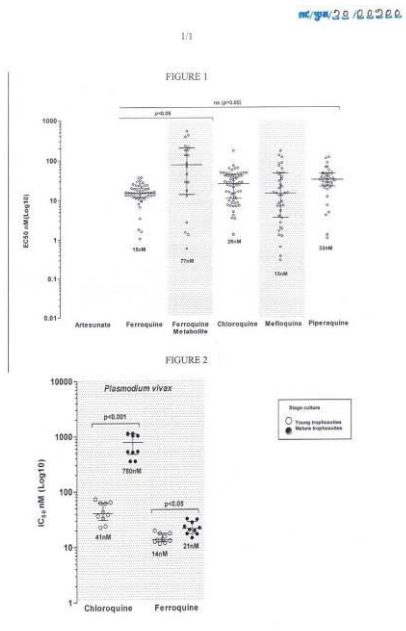 1/1
FIGURE 1
ns (p>0.05)
p<0.05
1000
100
10
1
0.1
0.01
EC50 nM(Log10)
15nM
77nM
26nM
15nM
33nM
Artesunate Ferroquine Ferroquine Metabolite Chloroquine Mefloquine Piperaquine
FIGURE 2
Plasmodium vivax
10000
1000
100
10
1
IC50 nM (Log10)
p<0.001
p<0.05
780nM
41nM
14nM
21nM
Chloroquine Ferroquine
Stage culture
Young trophozoites
Mature trophozoites